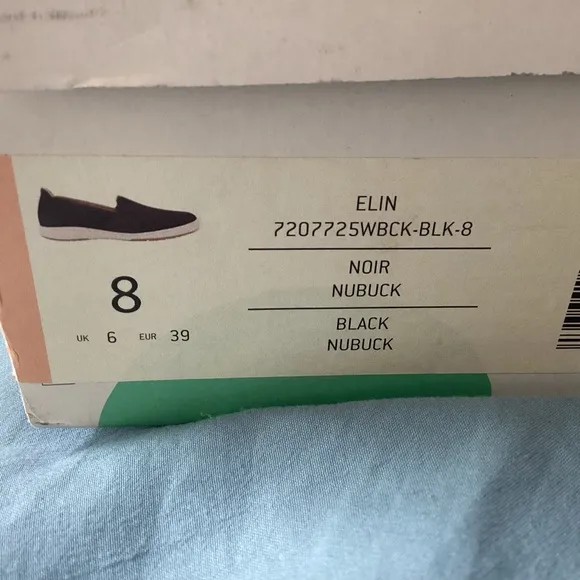 ELIN
7207725WBCK-BLK-8
NOIR
NUBUCK
BLACK
NUBUCK
8
UK 6 EUR 39